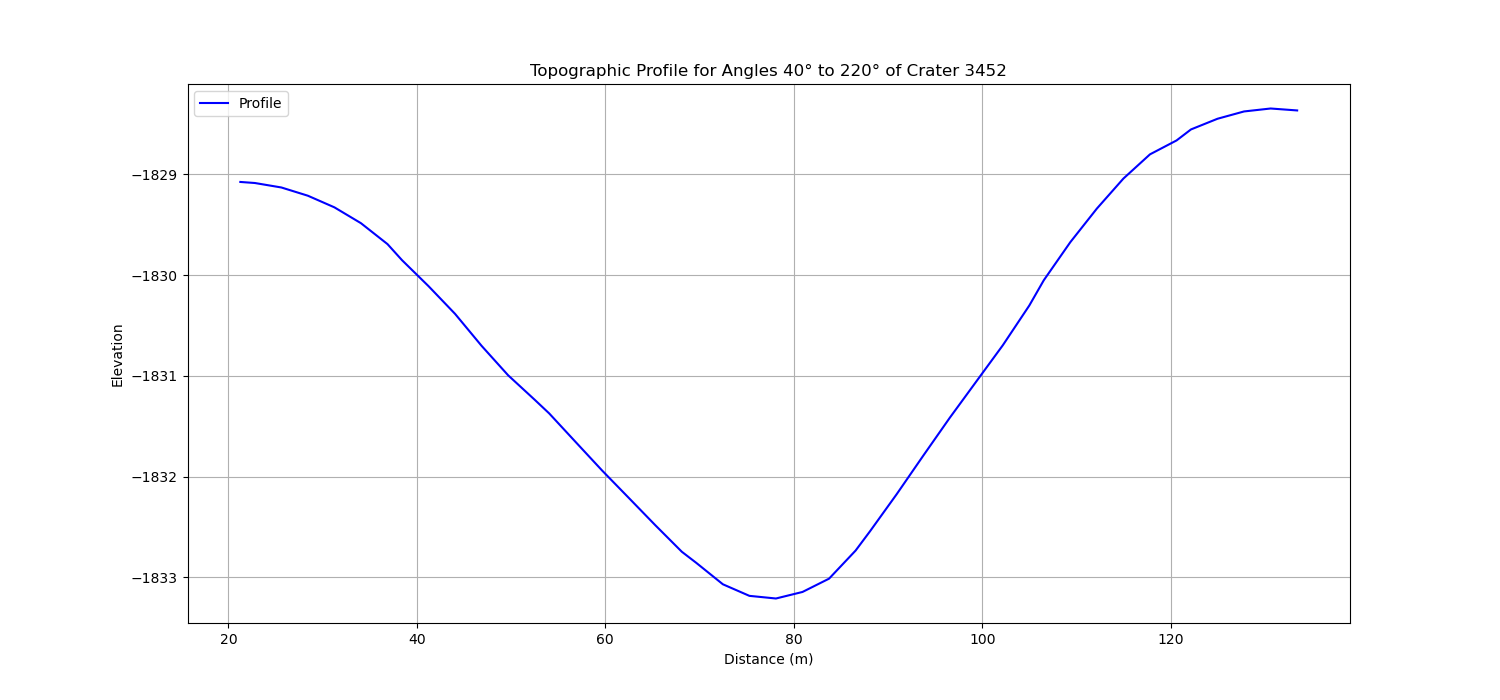 Topographic Profile for Angles 40° to 220° of Crater 3452
Profile
−1829
−1830
−1831
−1832
−1833
Elevation
20 40 60 80 100 120
Distance (m)